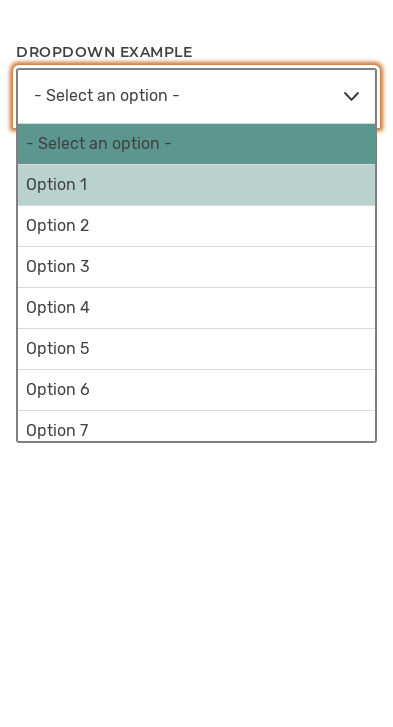 DROPDOWN EXAMPLE
- Select an option -
- Select an option -
Option 1
Option 2
Option 3
Option 4
Option 5
Option 6
Option 7